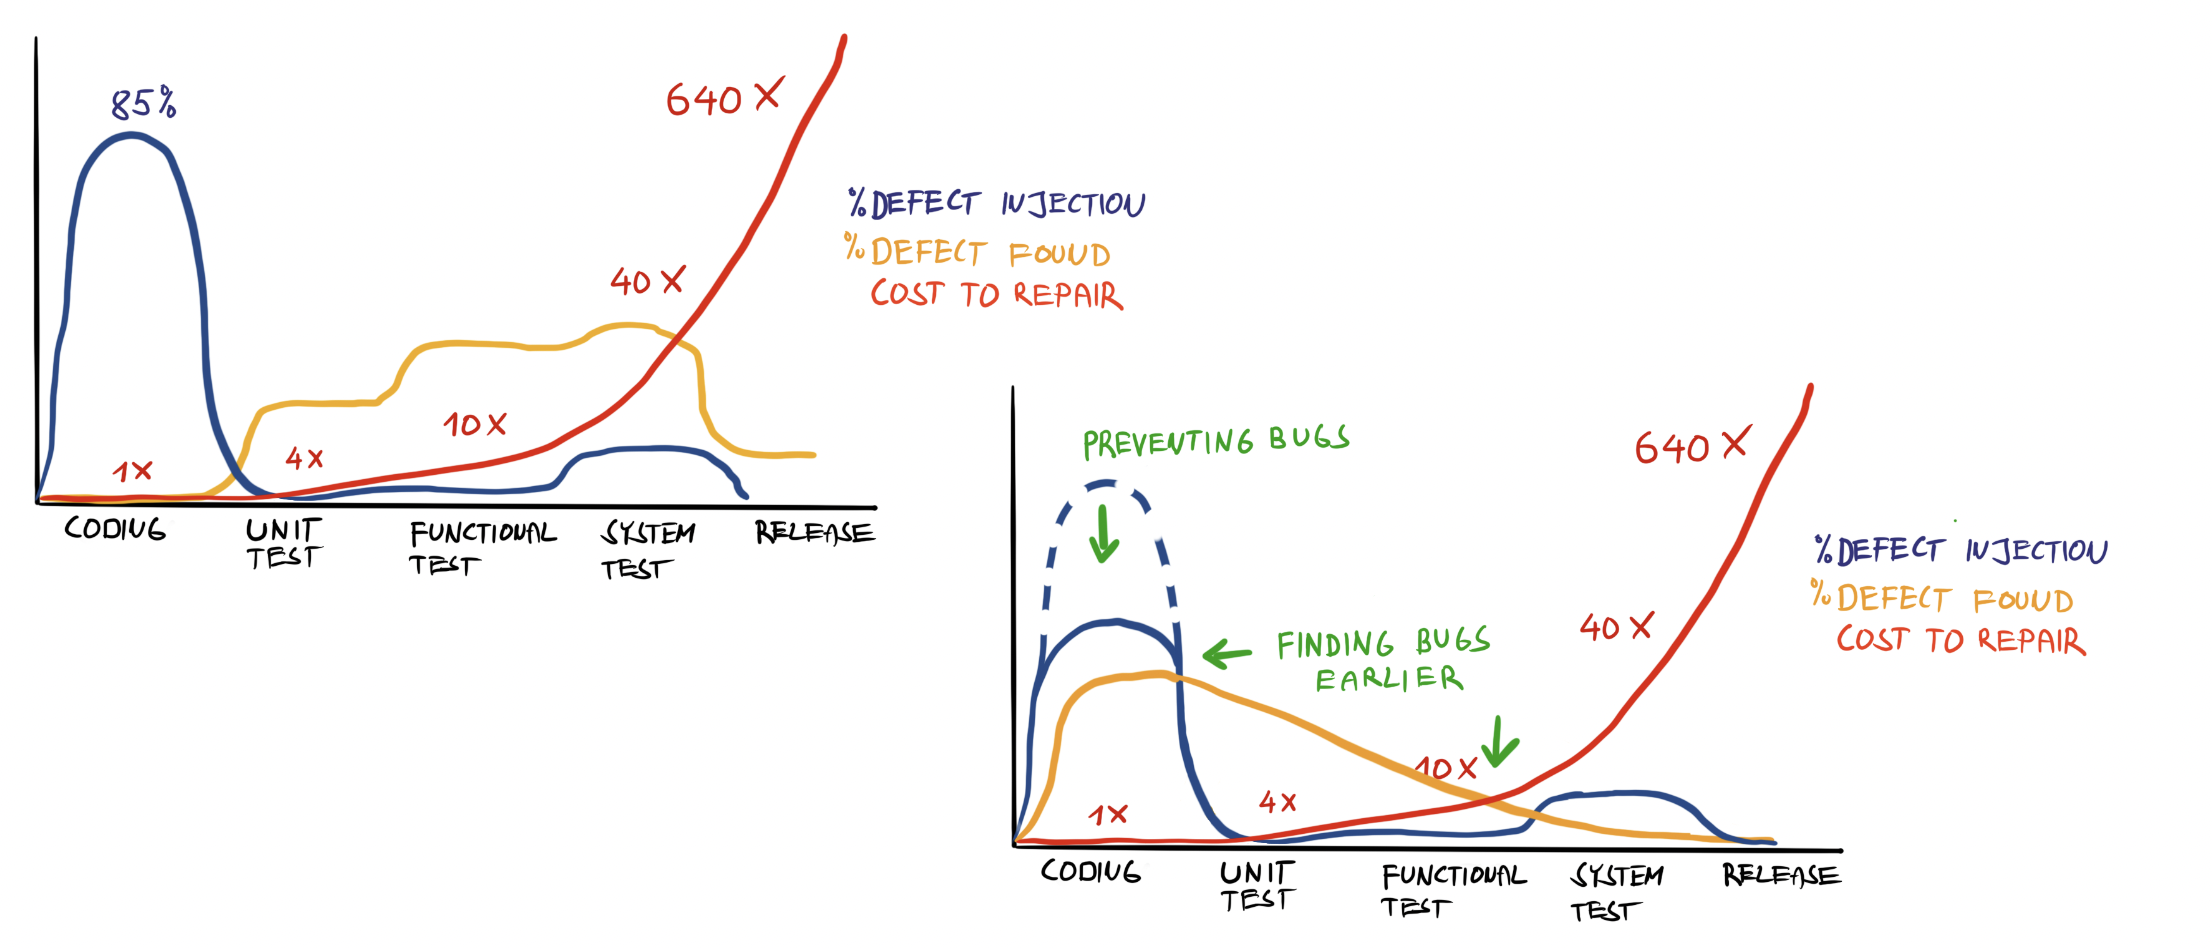 85%
640 X
40 X
10 X
4 X
1X
% DEFECT INJECTION
% DEFECT FOUND
COST TO REPAIR
CODING
UNIT
TEST
FUNCTIONAL
TEST
SYSTEM
TEST
RELEASE
PREVENTING BUGS
FINDING BUGS
EARLIER
640 X
40 X
10 X
4 X
1X
% DEFECT INJECTION
% DEFECT FOUND
COST TO REPAIR
CODING
UNIT
TEST
FUNCTIONAL
TEST
SYSTEM
TEST
RELEASE